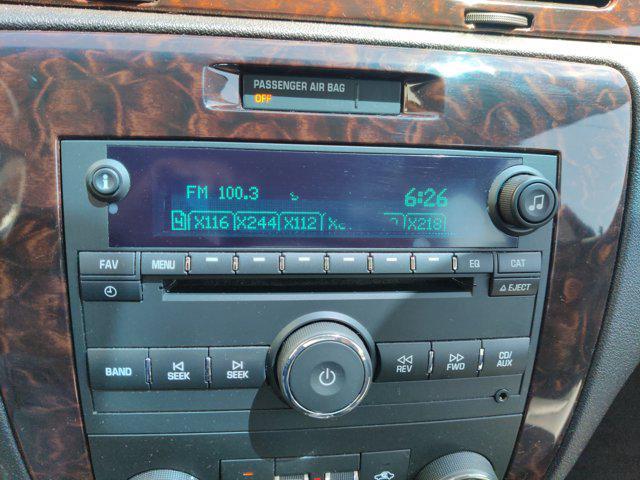 PASSENGER AIR BAG
OFF
FM 100.3 6:26
4 X116 X244 X112 X218
FAV MENU EQ CAT
EJECT
BAND SEEK SEEK REV FWD CD/AUX